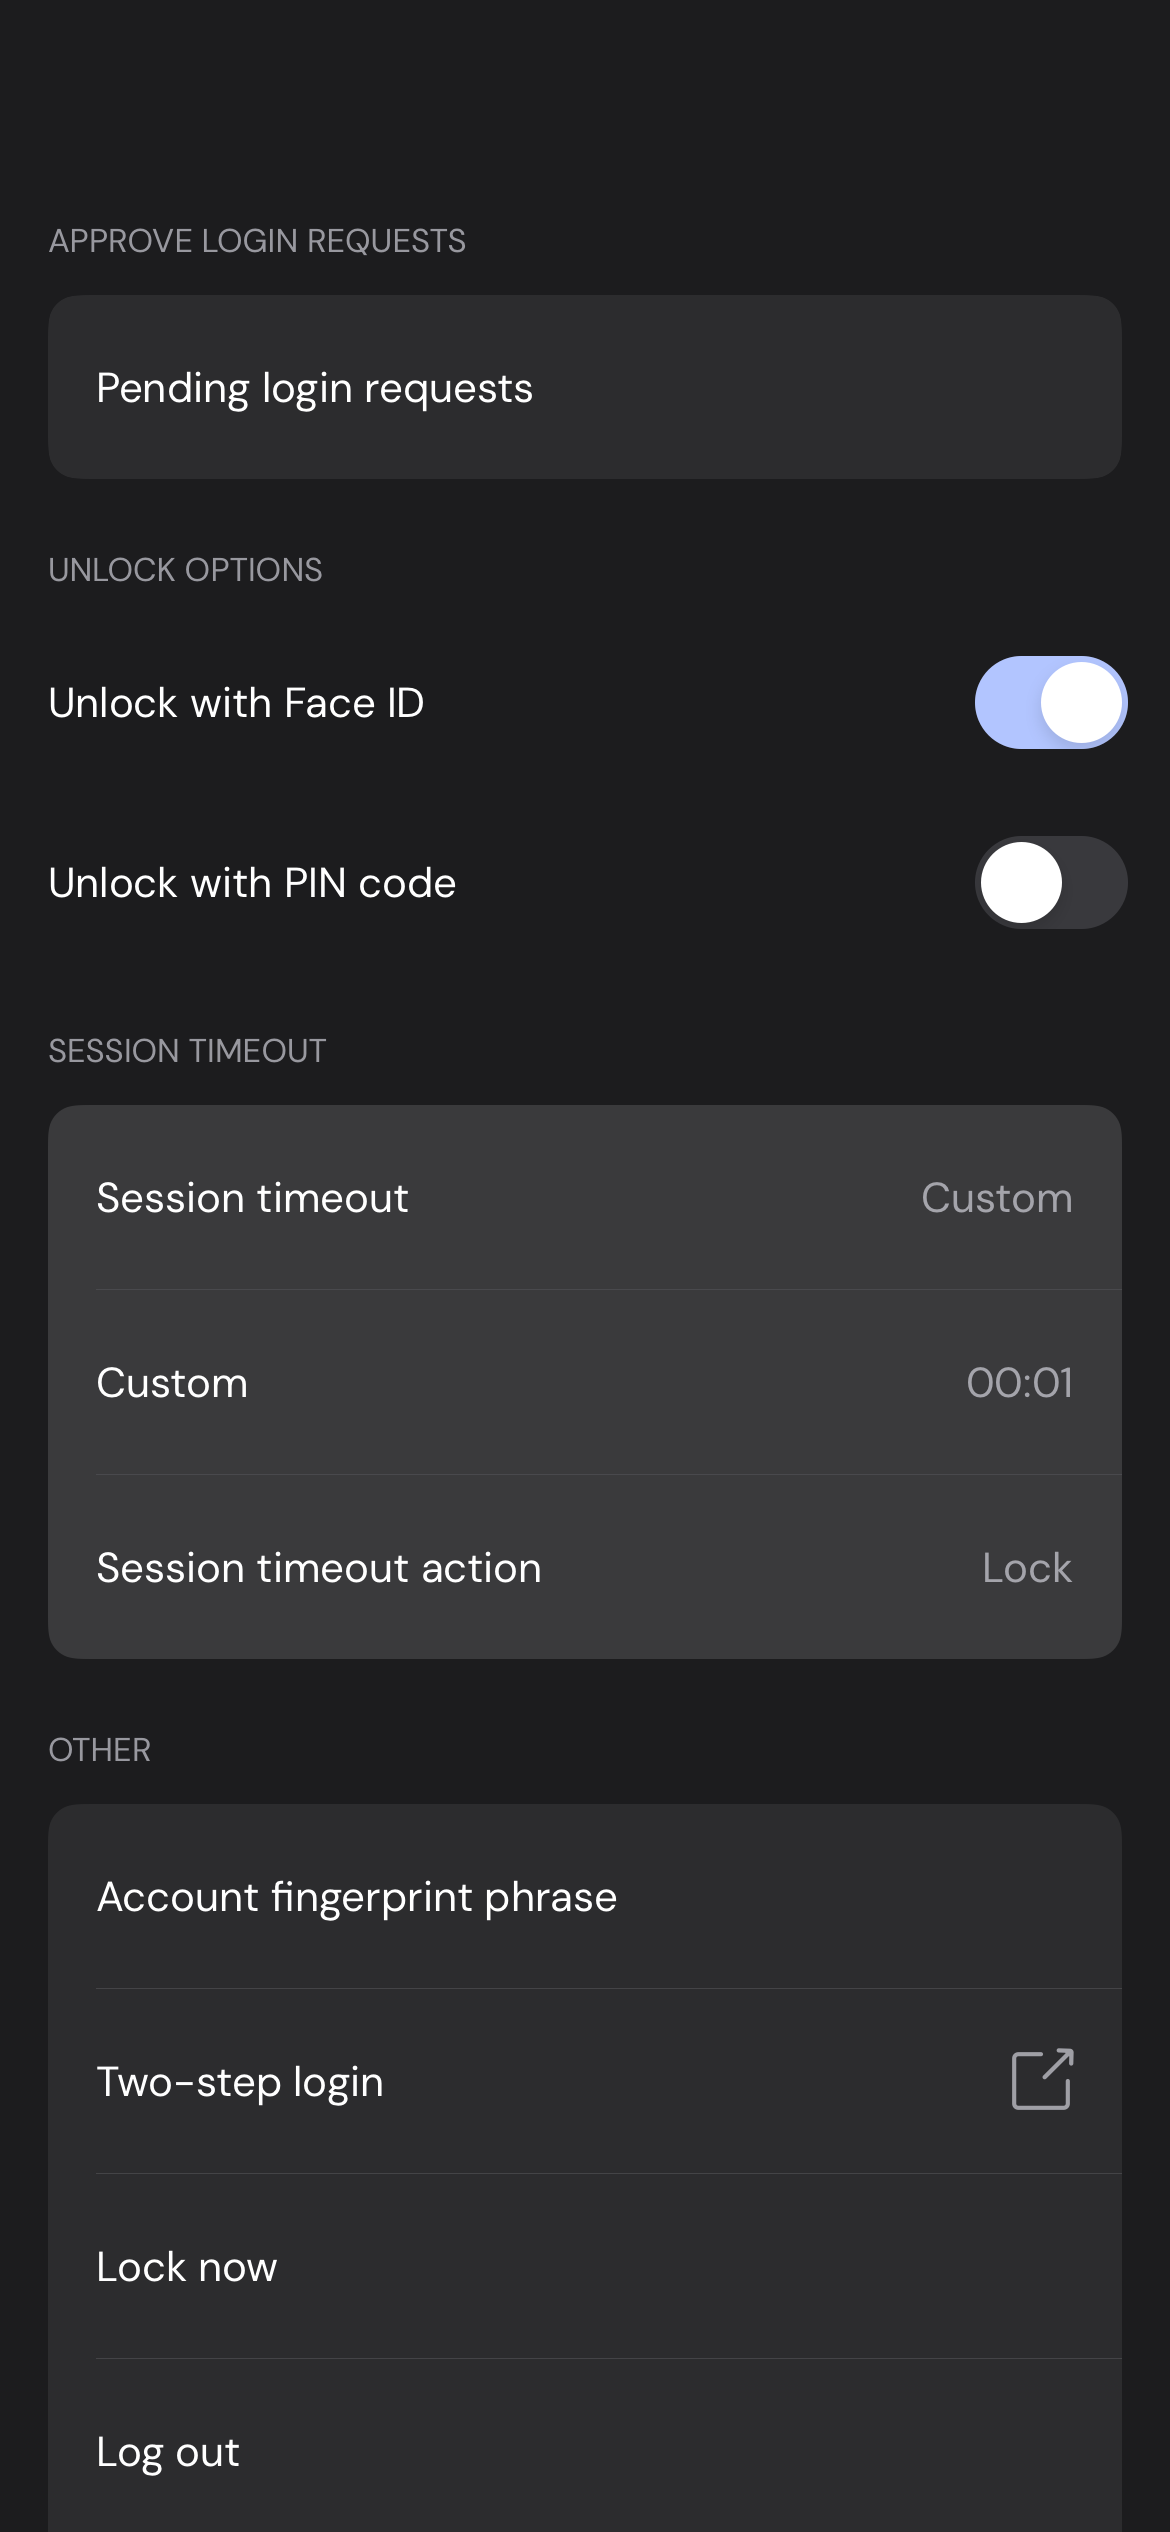 APPROVE LOGIN REQUESTS
Pending login requests
UNLOCK OPTIONS
Unlock with Face ID
Unlock with PIN code
SESSION TIMEOUT
Session timeout Custom
Custom 00:01
Session timeout action Lock
OTHER
Account fingerprint phrase
Two-step login
Lock now
Log out